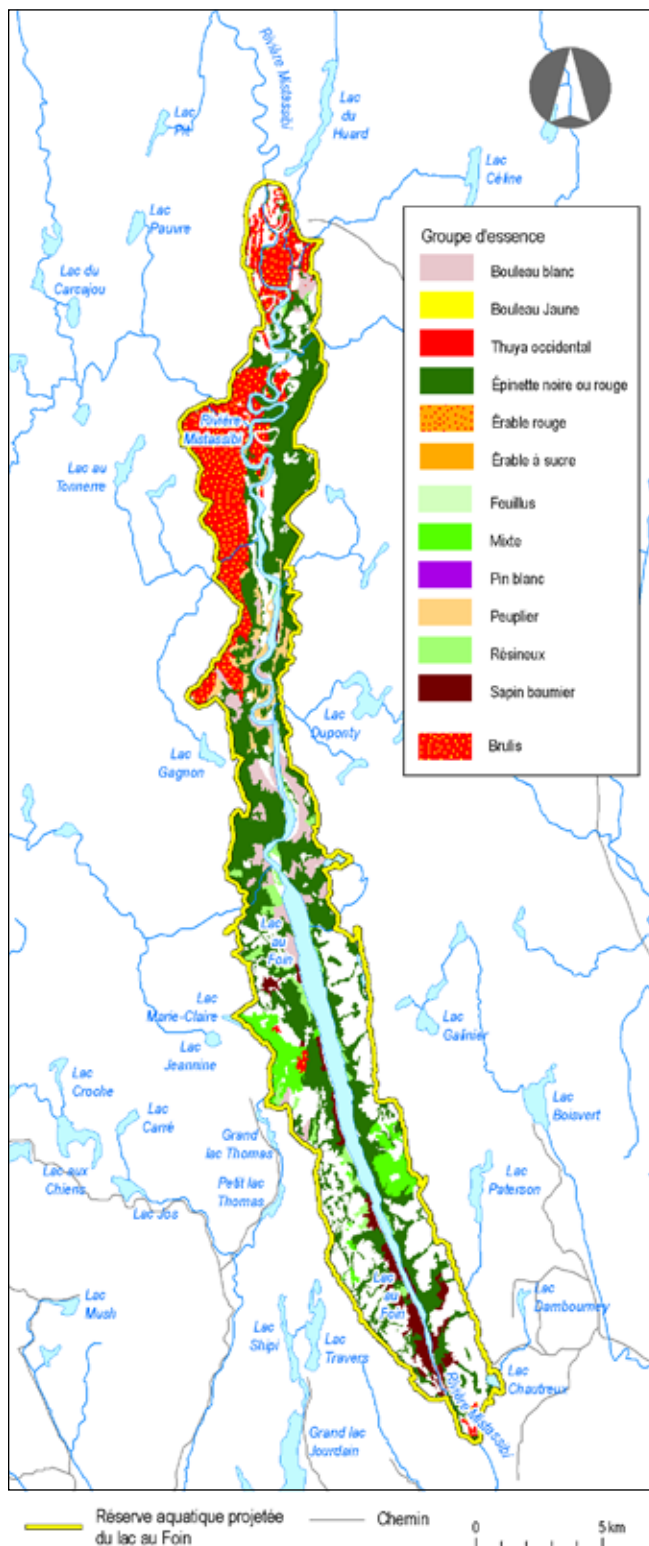 Rivière Mistassibi
Lac
Pit
Lac
du
Huard
Lac
Céline
Lac
Pauvre
Lac du
Carcajou
Groupe d'essence
Bouleau blanc
Bouleau Jaune
Thuya occidental
Épinette noire ou rouge
Érable rouge
Érable à sucre
Feuillus
Mixte
Pin blanc
Peuplier
Résineux
Sapin baumier
Brulis
Rivière
Mistassibi
Lac au
Tonnerre
Lac
Duponty
Lac
Gagnon
Lac
au
Foin
Lac
Marie-Claire
Lac
Jeannine
Lac
Galinier
Lac
Croche
Lac
Carré
Lac
Boisvert
Lac aux
Chiens
Grand
lac Thomas
Petit lac
Thomas
Lac
Paterson
Lac Jos
Lac
Mush
Lac
au
Foin
Lac
Dambourney
Lac
Shipi
Lac
Travers
Lac
Chautreux
Rivière Mistassibi
Grand lac
Jourdain
Réserve aquatique projetée
du lac au Foin
Chemin
0 5 km